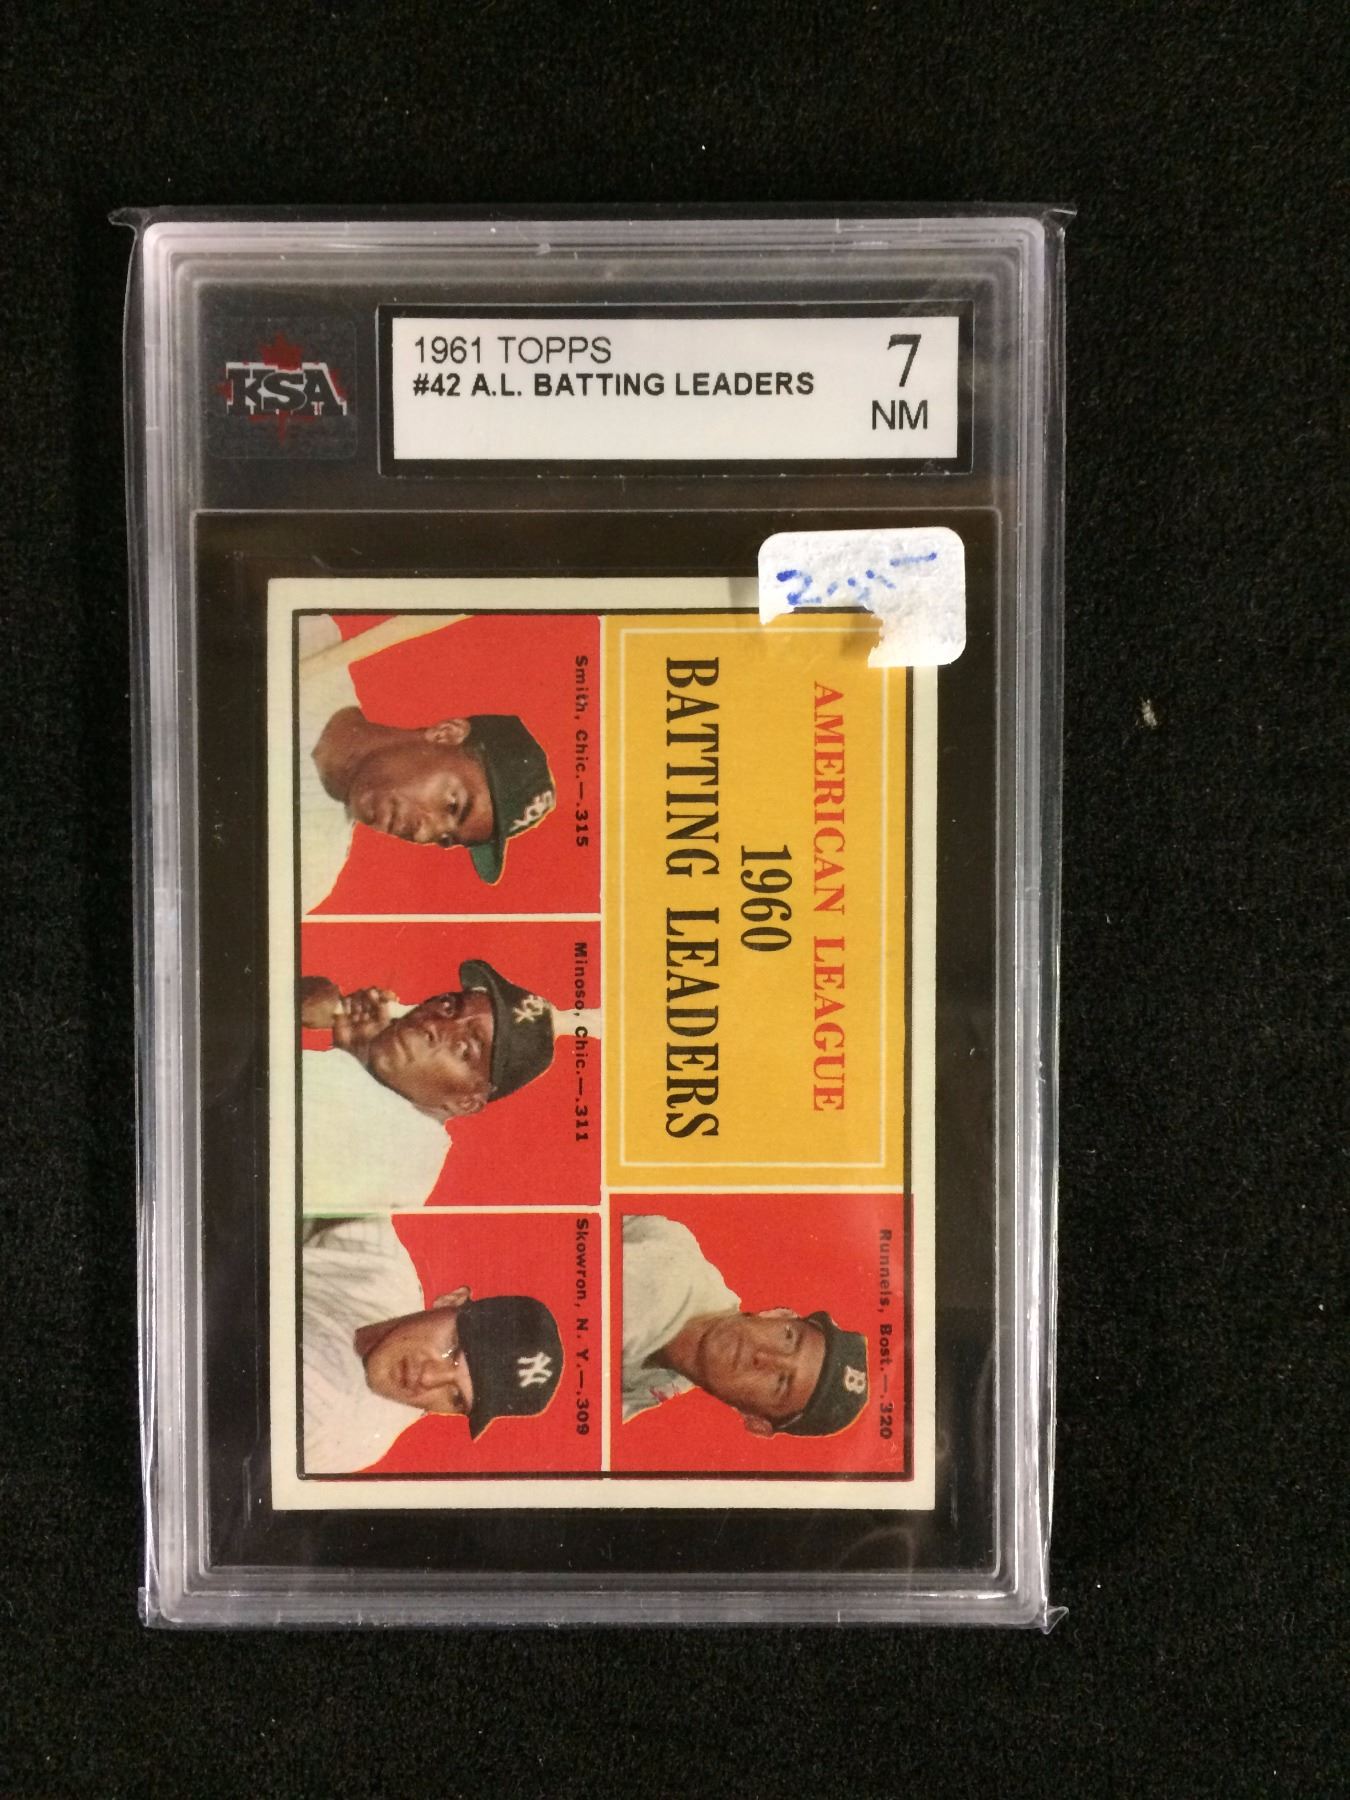 KSA
1961 TOPPS
#42 A.L. BATTING LEADERS
7
NM
AMERICAN LEAGUE
1960
BATTING LEADERS
Runnels, Bost.—.320
Smith, Chic.—.315
Minoso, Chic.—.311
Skowron, N. Y.—.309